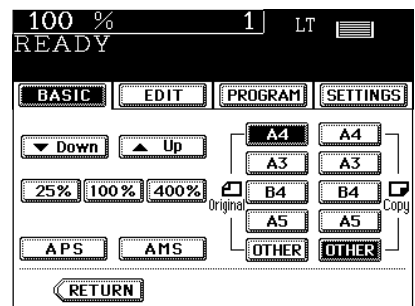 100 % 1 LT
READY
BASIC EDIT PROGRAM SETTINGS
A4 A4
Down Up
A3 A3
25% 100% 400% Original B4 B4 Copy
A5 A5
APS AMS OTHER OTHER
RETURN